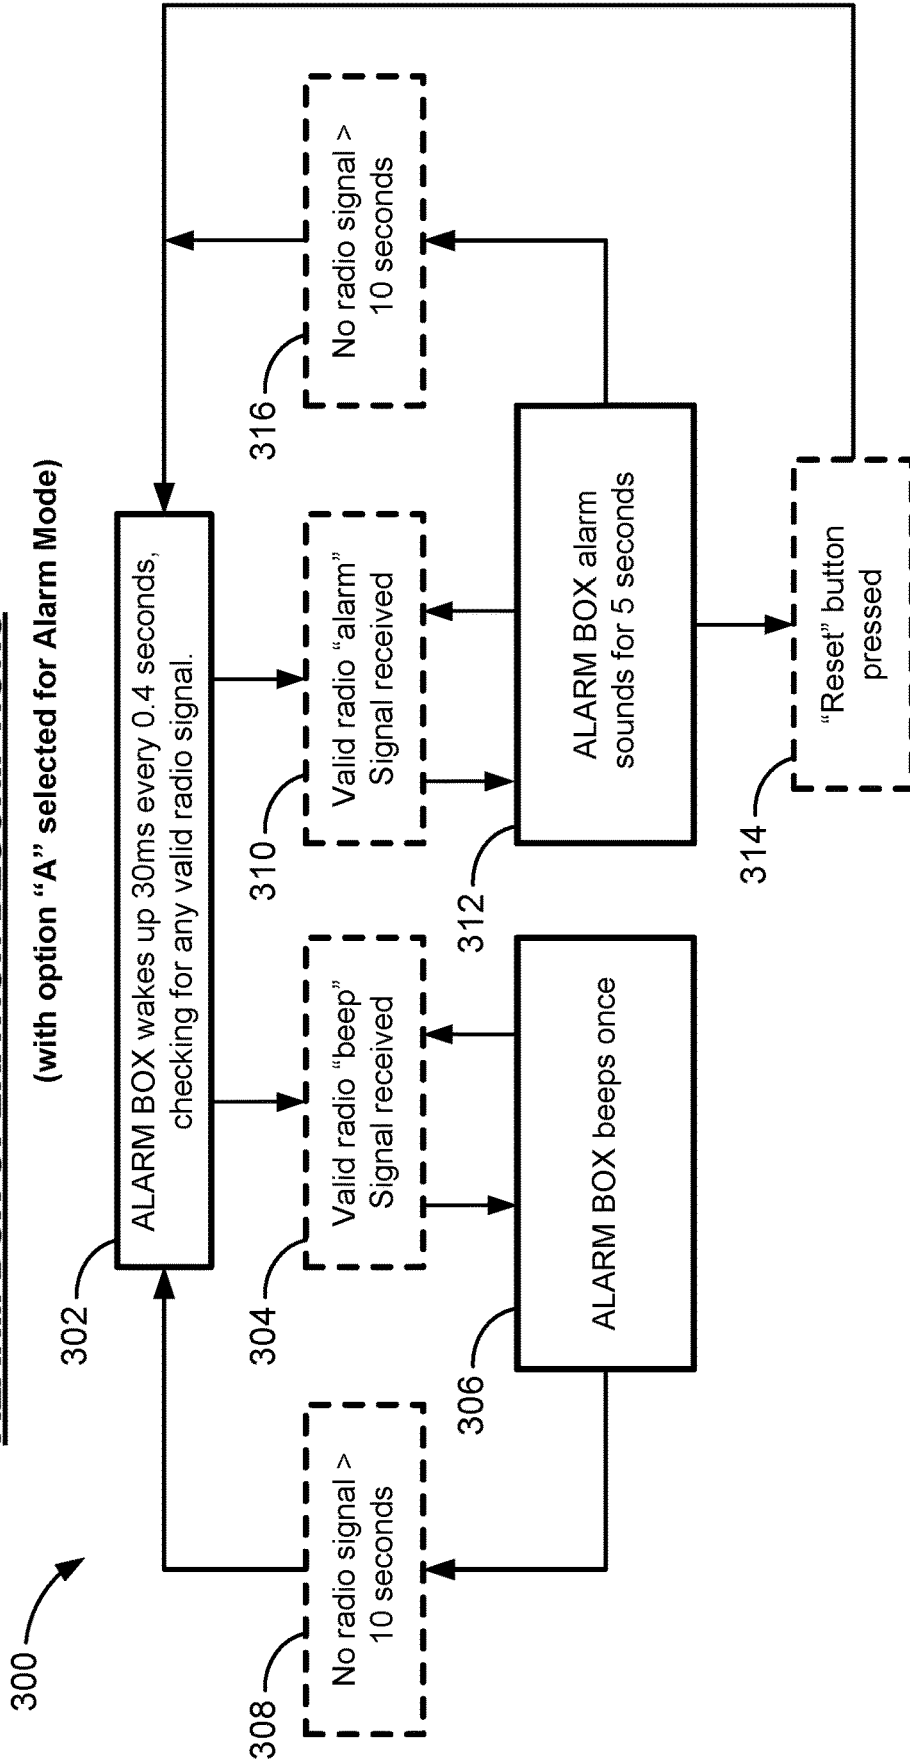 (with option “A” selected for Alarm Mode)
300
302
ALARM BOX wakes up 30ms every 0.4 seconds,
checking for any valid radio signal.
308
No radio signal >
10 seconds
304
Valid radio “beep”
Signal received
310
Valid radio “alarm”
Signal received
316
No radio signal >
10 seconds
306
ALARM BOX beeps once
312
ALARM BOX alarm
sounds for 5 seconds
314
“Reset” button
pressed